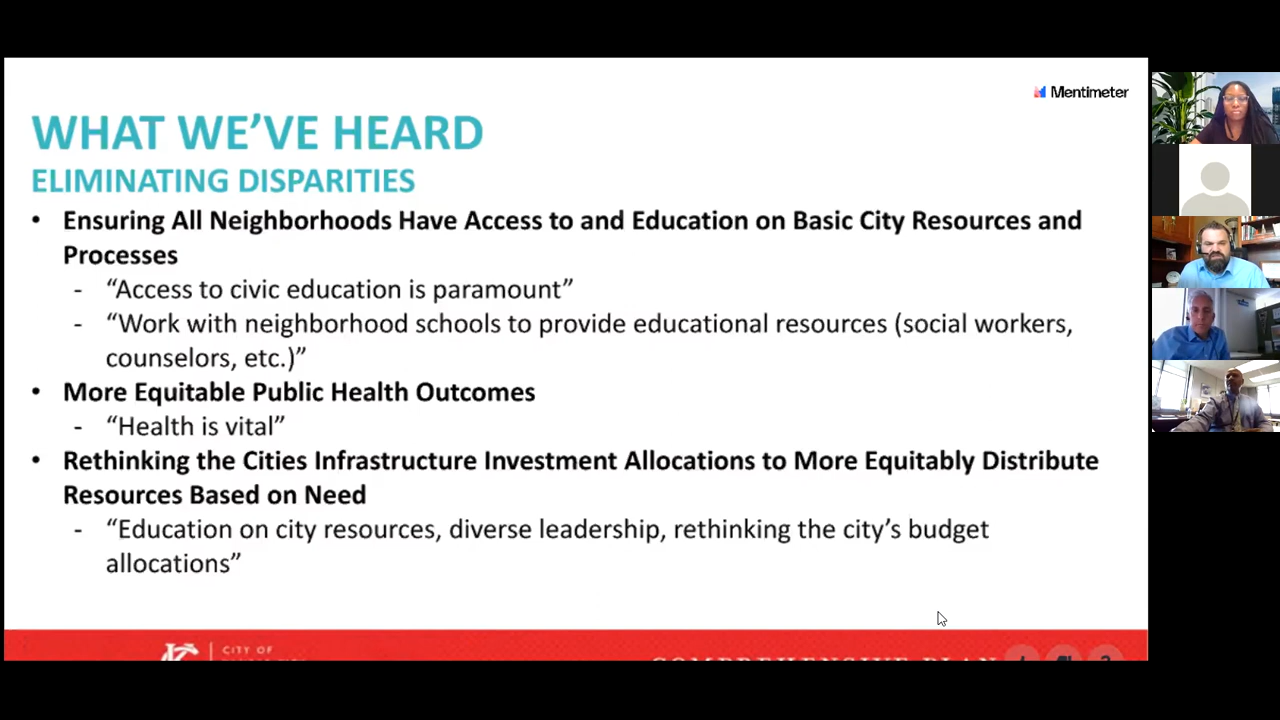 Mentimeter
WHAT WE’VE HEARD
ELIMINATING DISPARITIES
• Ensuring All Neighborhoods Have Access to and Education on Basic City Resources and
Processes
- “Access to civic education is paramount”
- “Work with neighborhood schools to provide educational resources (social workers,
counselors, etc.)”
• More Equitable Public Health Outcomes
- “Health is vital”
• Rethinking the Cities Infrastructure Investment Allocations to More Equitably Distribute
Resources Based on Need
- “Education on city resources, diverse leadership, rethinking the city’s budget
allocations”
KC CITY OF
COMPREHENSIVE PLAN